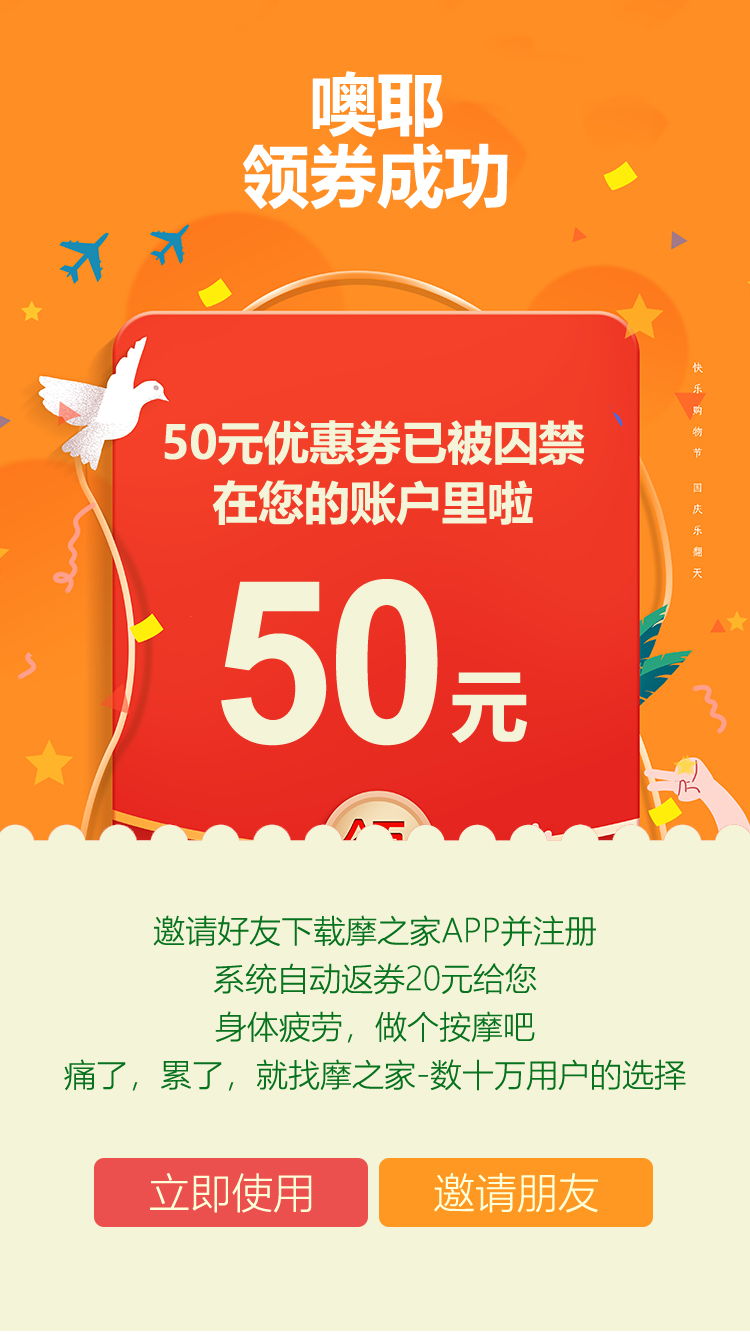 噢耶
领券成功
快乐购物节 国庆乐翻天
50元优惠券已被囚禁
在您的账户里啦
50元
邀请好友下载摩之家APP并注册
系统自动返券20元给您
身体疲劳，做个按摩吧
痛了，累了，就找摩之家-数十万用户的选择
立即使用
邀请朋友